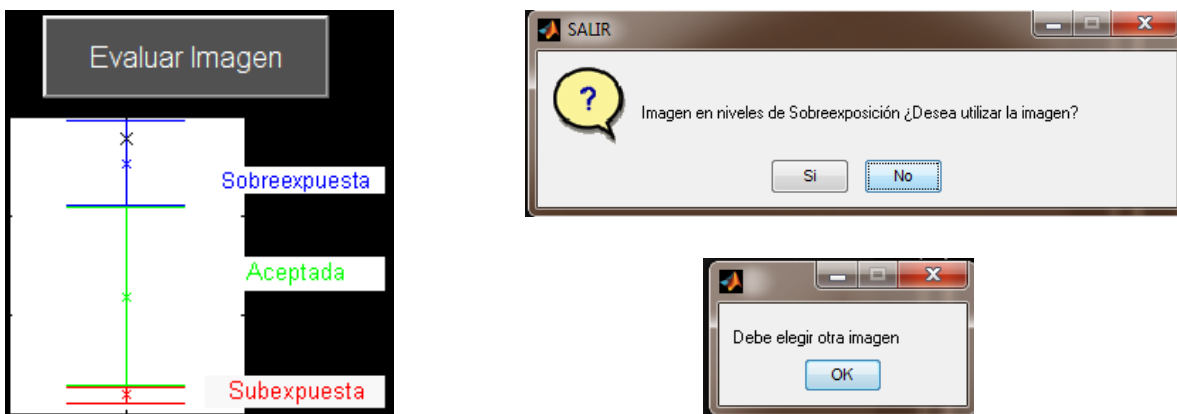 Evaluar Imagen
Sobreexpuesta
Aceptada
Subexpuesta
SALIR
?
Imagen en niveles de Sobreexposición ¿Desea utilizar la imagen?
Si
No
Debe elegir otra imagen
OK